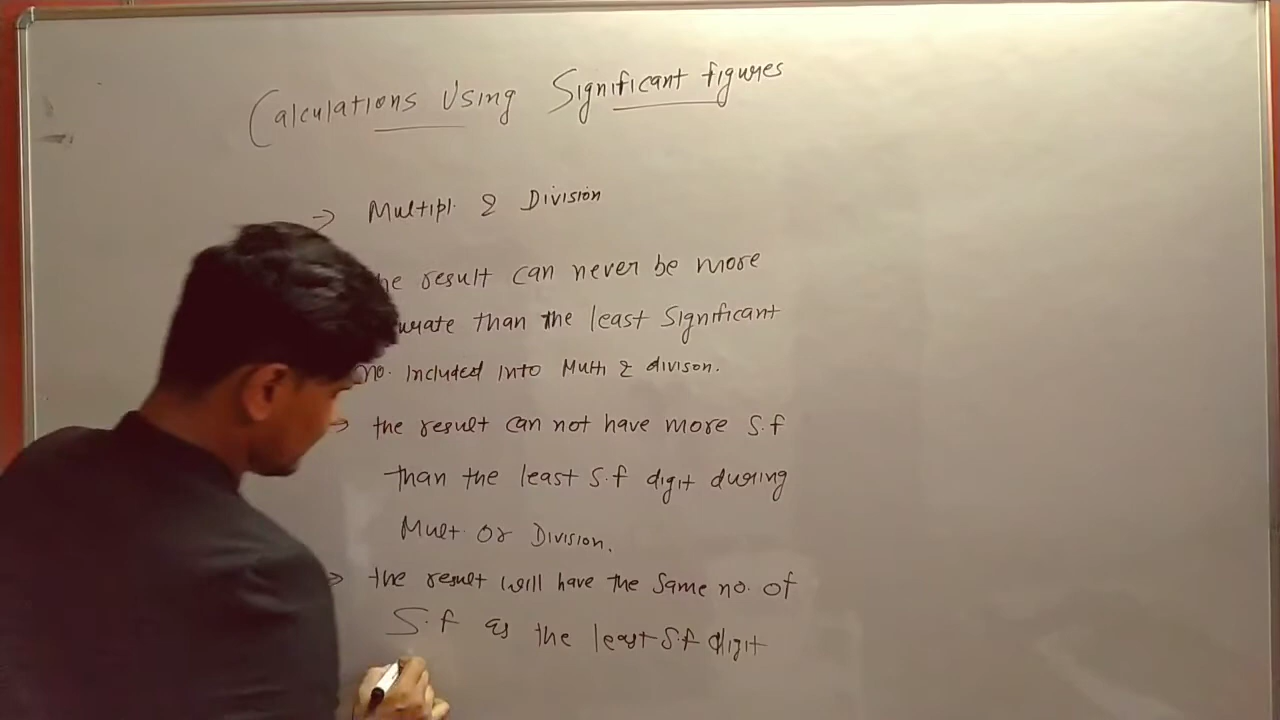 Calculations Using Significant figures
→ Multipl. & Division
he result can never be more
urate than the least Significant
no. included into Multi & divison.
→ the result can not have more S.f
than the least S.f digit during
Mult. Or Division.
→ the result will have the same no. of
S.f as the least S.f digit